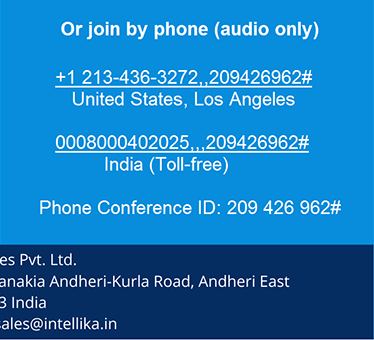 Or join by phone (audio only)
+1 213-436-3272,,209426962#
United States, Los Angeles
0008000402025,,,209426962#
India (Toll-free)
Phone Conference ID: 209 426 962#
es Pvt. Ltd.
anakia Andheri-Kurla Road, Andheri East
3 India
sales@intellika.in